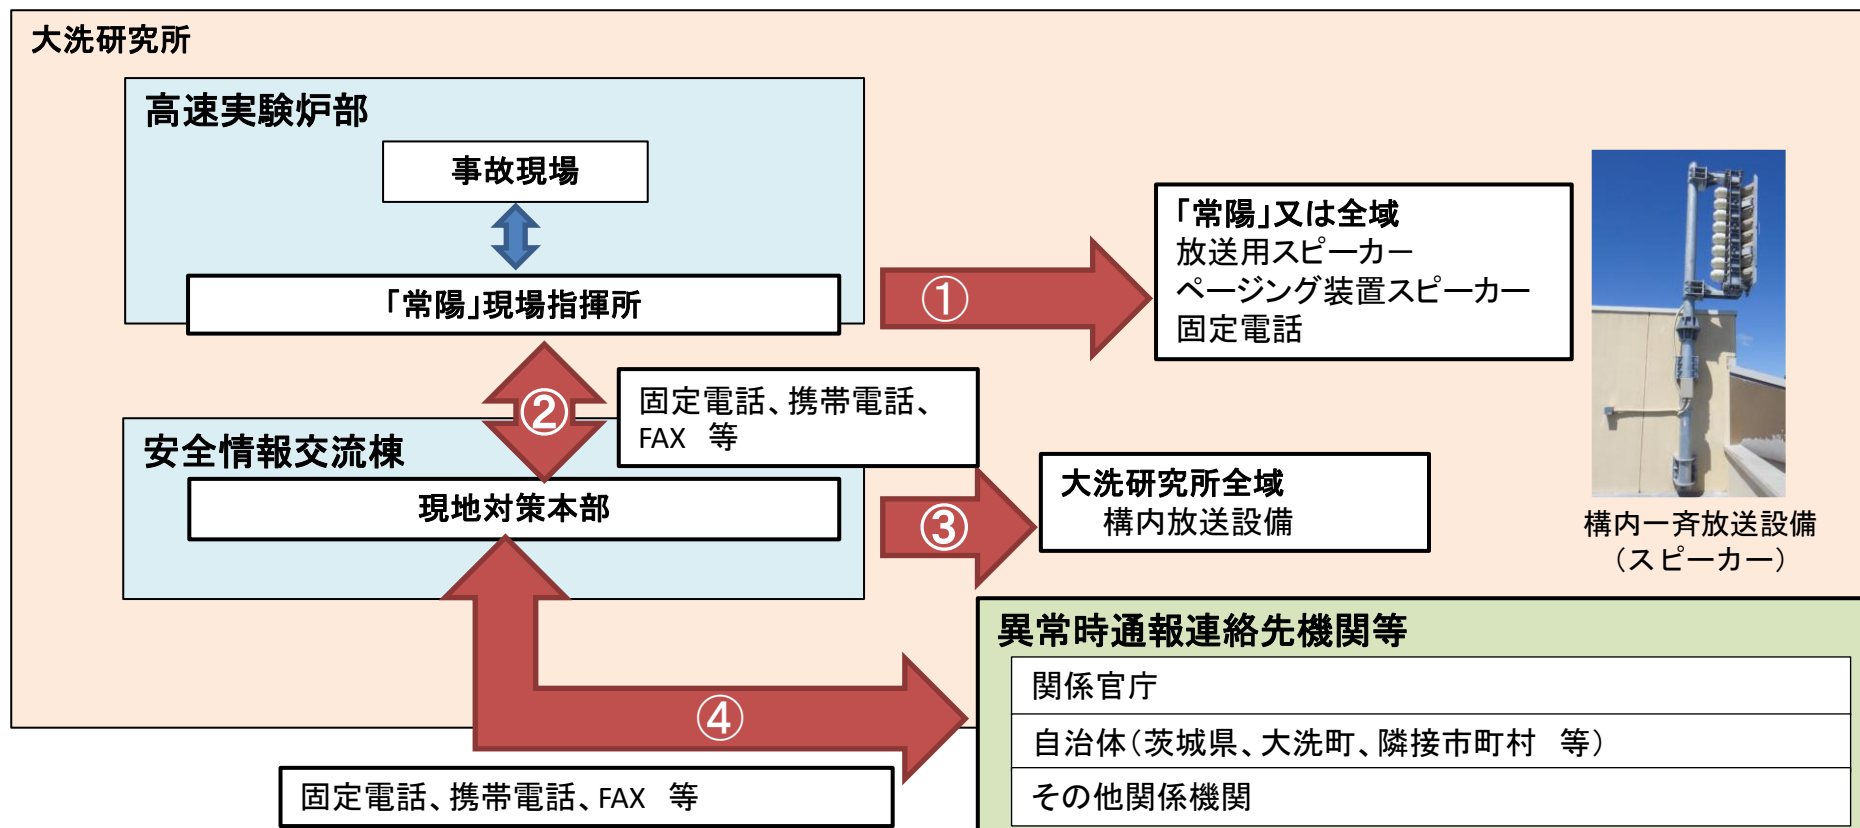 大洗研究所
高速実験炉部
事故現場
「常陽」現場指揮所
①
「常陽」又は全域
放送用スピーカー
ページング装置スピーカー
固定電話
②
固定電話、携帯電話、
FAX 等
安全情報交流棟
現地対策本部
③
大洗研究所全域
構内放送設備
構内一斉放送設備
（スピーカー）
④
固定電話、携帯電話、FAX 等
異常時通報連絡先機関等
関係官庁
自治体（茨城県、大洗町、隣接市町村 等）
その他関係機関